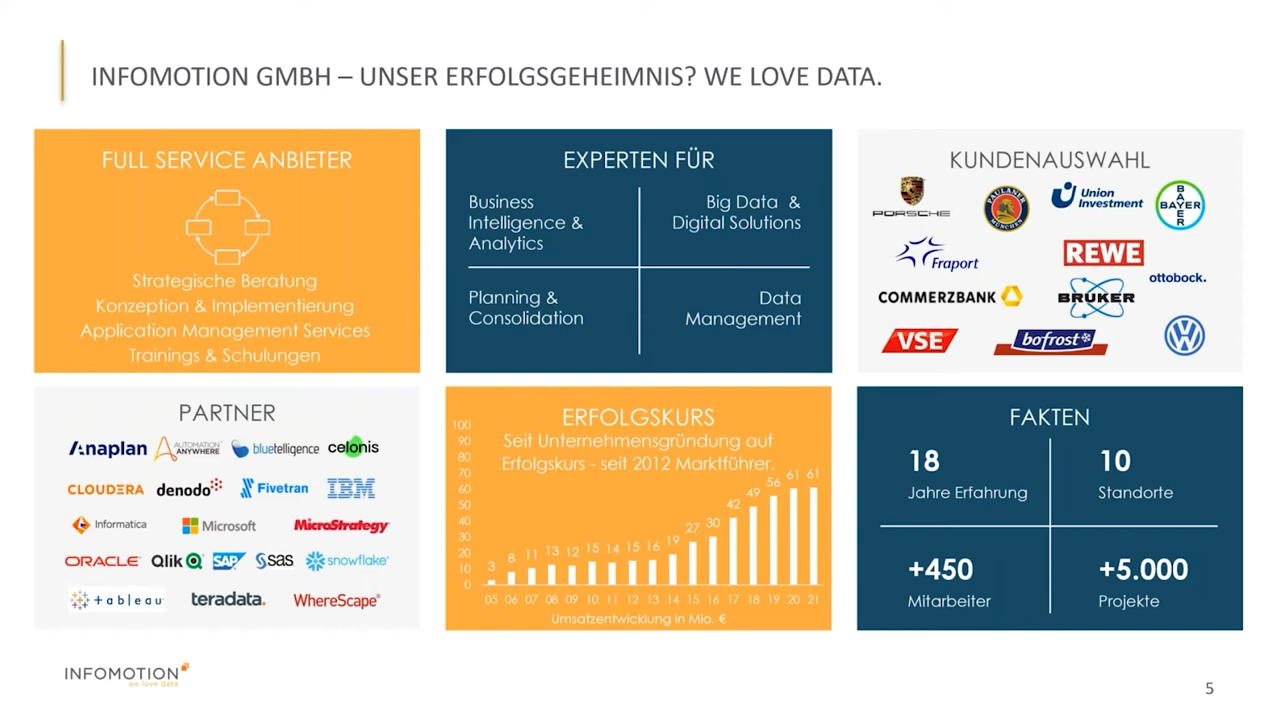 INFOMOTION GMBH – UNSER ERFOLGSGEHEIMNIS? WE LOVE DATA.
FULL SERVICE ANBIETER
Strategische Beratung
Konzeption & Implementierung
Application Management Services
Trainings & Schulungen
EXPERTEN FÜR
Business
Intelligence &
Analytics
Big Data &
Digital Solutions
Planning &
Consolidation
Data
Management
KUNDENAUSWAHL
PORSCHE
PAULANER
MÜNCHEN
Union
Investment
BAYER
BAYER
Fraport
REWE
ottobock.
COMMERZBANK
BRUKER
VSE
bofrost*
PARTNER
Anaplan
AUTOMATION
ANYWHERE
bluetelligence
celonis
CLOUDERA
denodo
Fivetran
IBM
Informatica
Microsoft
MicroStrategy
ORACLE
Qlik
SAP
sas
snowflake
+ a b l e a u
teradata.
WhereScape
ERFOLGSKURS
Seit Unternehmensgründung auf
Erfolgskurs - seit 2012 Marktführer.
100
90
80
70
60
50
40
30
20
10
0
3 8 11 13 12 15 14 15 16 19 27 30 42 49 56 61 61
05 06 07 08 09 10 11 12 13 14 15 16 17 18 19 20 21
Umsatzentwicklung in Mio. €
FAKTEN
18
Jahre Erfahrung
10
Standorte
+450
Mitarbeiter
+5.000
Projekte
INFOMOTION
we love data
5